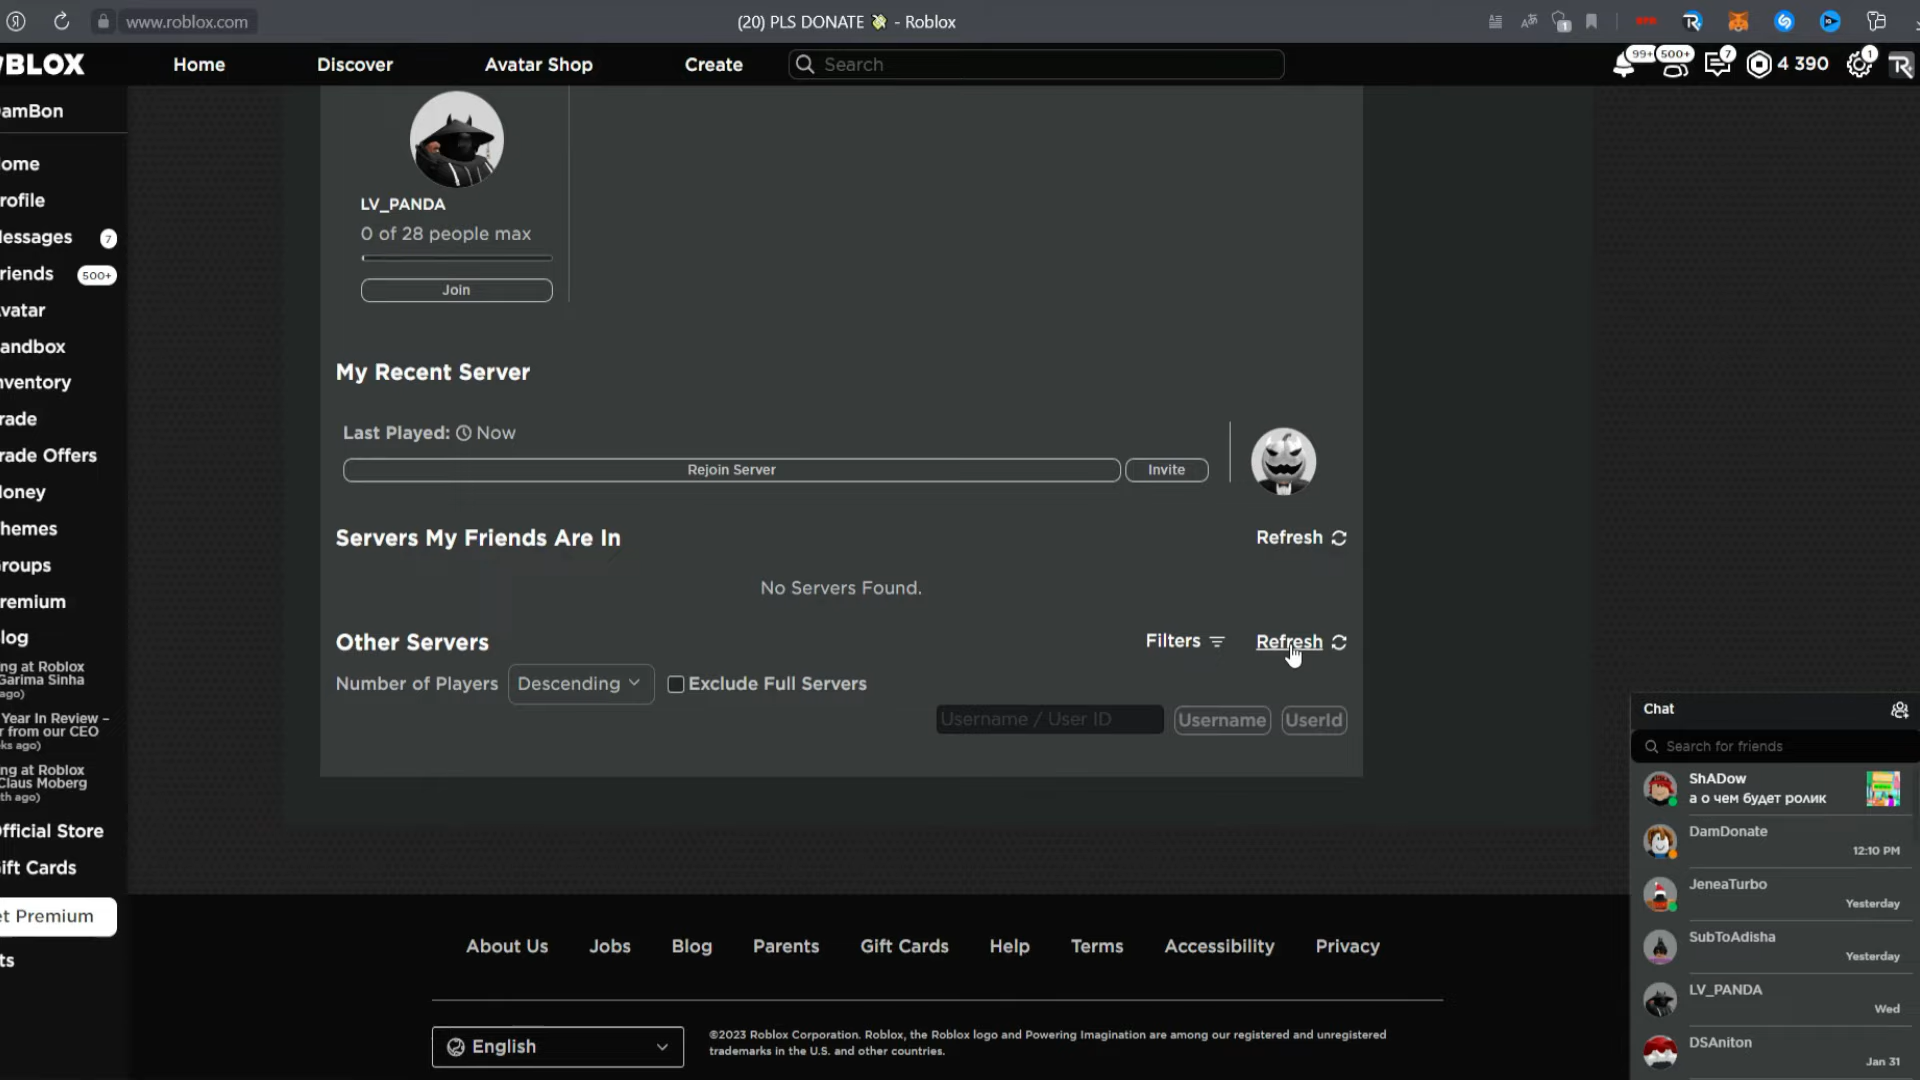 www.roblox.com
(20) PLS DONATE 💸 - Roblox
BLOX
Home
Discover
Avatar Shop
Create
Search
99+
500+
7
4 390
1
amBon
ome
rofile
essages
7
riends
500+
vatar
andbox
nventory
rade
rade Offers
oney
hemes
roups
remium
log
ng at Roblox
Garima Sinha
ago)
Year In Review –
r from our CEO
ks ago)
ng at Roblox
Claus Moberg
th ago)
fficial Store
ift Cards
et Premium
ts
LV_PANDA
0 of 28 people max
Join
My Recent Server
Last Played: Now
Rejoin Server
Invite
Servers My Friends Are In
Refresh
No Servers Found.
Other Servers
Filters
Refresh
Number of Players
Descending
Exclude Full Servers
Username / User ID
Username
UserId
Chat
Search for friends
ShADow
а о чем будет ролик
DamDonate
12:10 PM
JeneaTurbo
Yesterday
SubToAdisha
Yesterday
LV_PANDA
Wed
DSAniton
Jan 31
About Us
Jobs
Blog
Parents
Gift Cards
Help
Terms
Accessibility
Privacy
English
©2023 Roblox Corporation. Roblox, the Roblox logo and Powering Imagination are among our registered and unregistered
trademarks in the U.S. and other countries.